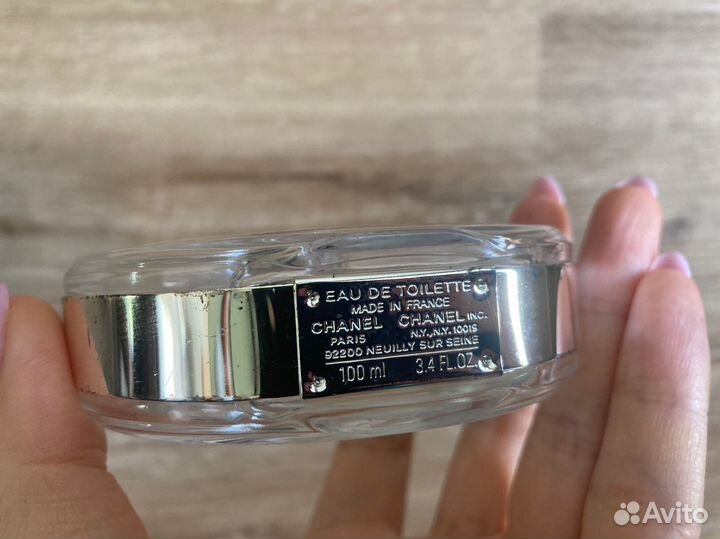 EAU DE TOILETTE
MADE IN FRANCE
CHANEL CHANEL INC.
PARIS N.Y., N.Y. 10019
92200 NEUILLY SUR SEINE
100 ml 3.4 FL.OZ.
Avito